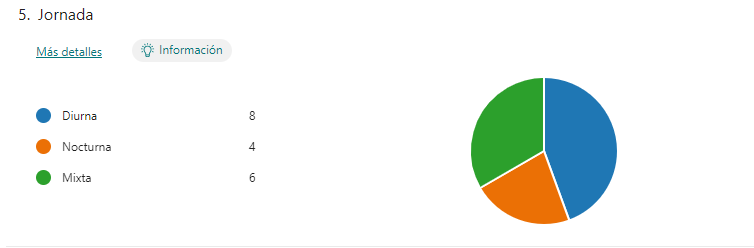 5. Jornada
Más detalles
Información
Diurna 8
Nocturna 4
Mixta 6